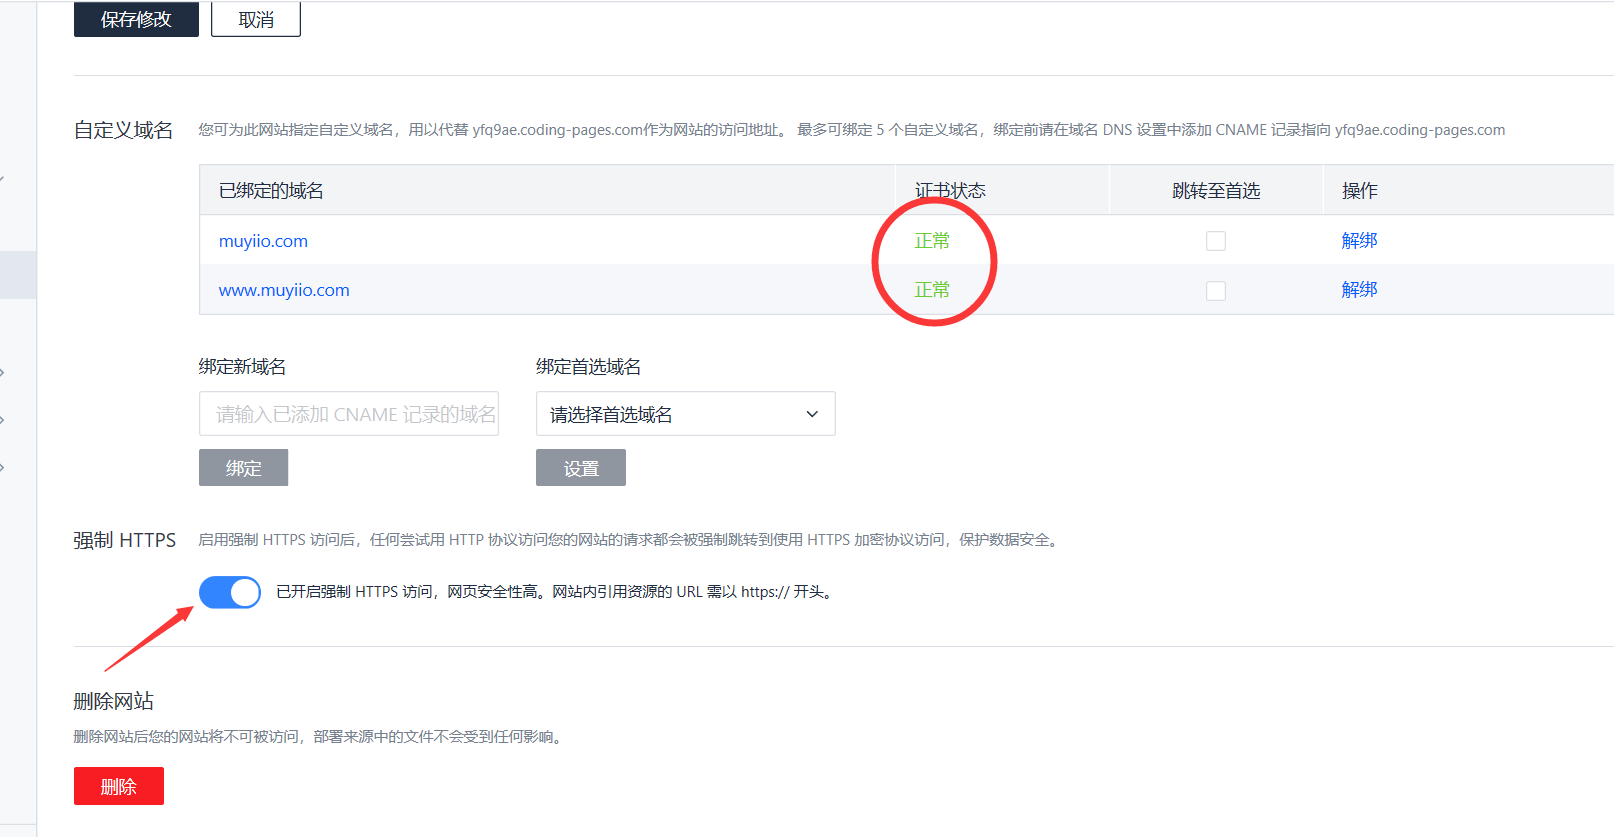 保存修改 取消
自定义域名 您可为此网站指定自定义域名，用以代替 yfq9ae.coding-pages.com作为网站的访问地址。 最多可绑定 5 个自定义域名，绑定前请在域名 DNS 设置中添加 CNAME 记录指向 yfq9ae.coding-pages.com
已绑定的域名 证书状态 跳转至首选 操作
muyiio.com 正常 解绑
www.muyiio.com 正常 解绑
绑定新域名 绑定首选域名
请输入已添加 CNAME 记录的域名 请选择首选域名
绑定 设置
强制 HTTPS 启用强制 HTTPS 访问后，任何尝试用 HTTP 协议访问您的网站的请求都会被强制跳转到使用 HTTPS 加密协议访问，保护数据安全。
已开启强制 HTTPS 访问，网页安全性高。网站内引用资源的 URL 需以 https:// 开头。
删除网站
删除网站后您的网站将不可被访问，部署来源中的文件不会受到任何影响。
删除